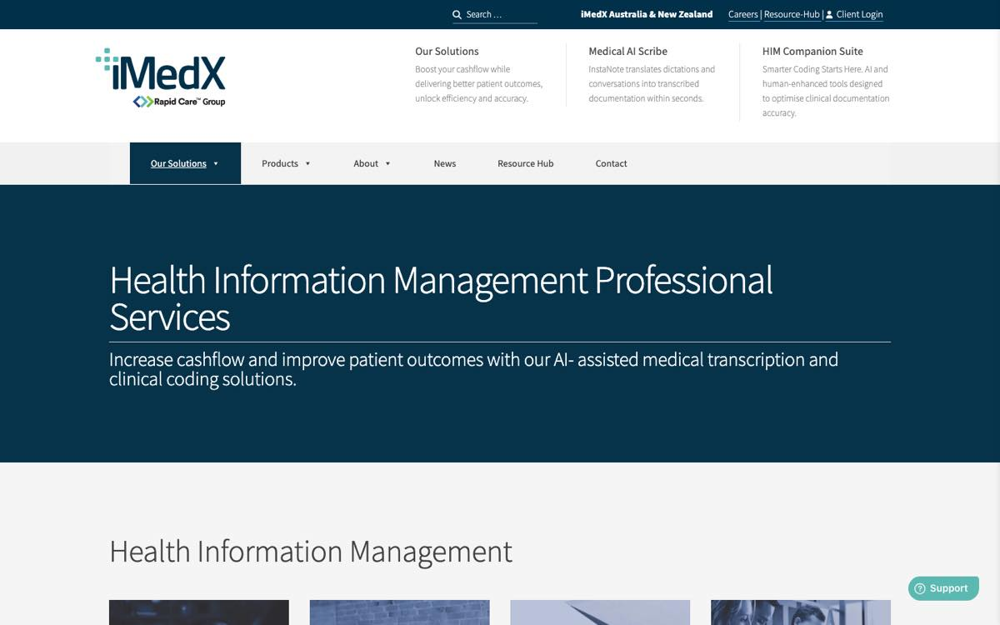 Search …
iMedX Australia & New Zealand
Careers | Resource-Hub | Client Login
iMedX
Rapid Care™ Group
Our Solutions
Boost your cashflow while
delivering better patient outcomes,
unlock efficiency and accuracy.
Medical AI Scribe
InstaNote translates dictations and
conversations into transcribed
documentation within seconds.
HIM Companion Suite
Smarter Coding Starts Here. AI and
human-enhanced tools designed
to optimise clinical documentation
accuracy.
Our Solutions
Products
About
News
Resource Hub
Contact
Health Information Management Professional
Services
Increase cashflow and improve patient outcomes with our AI- assisted medical transcription and
clinical coding solutions.
Health Information Management
Support